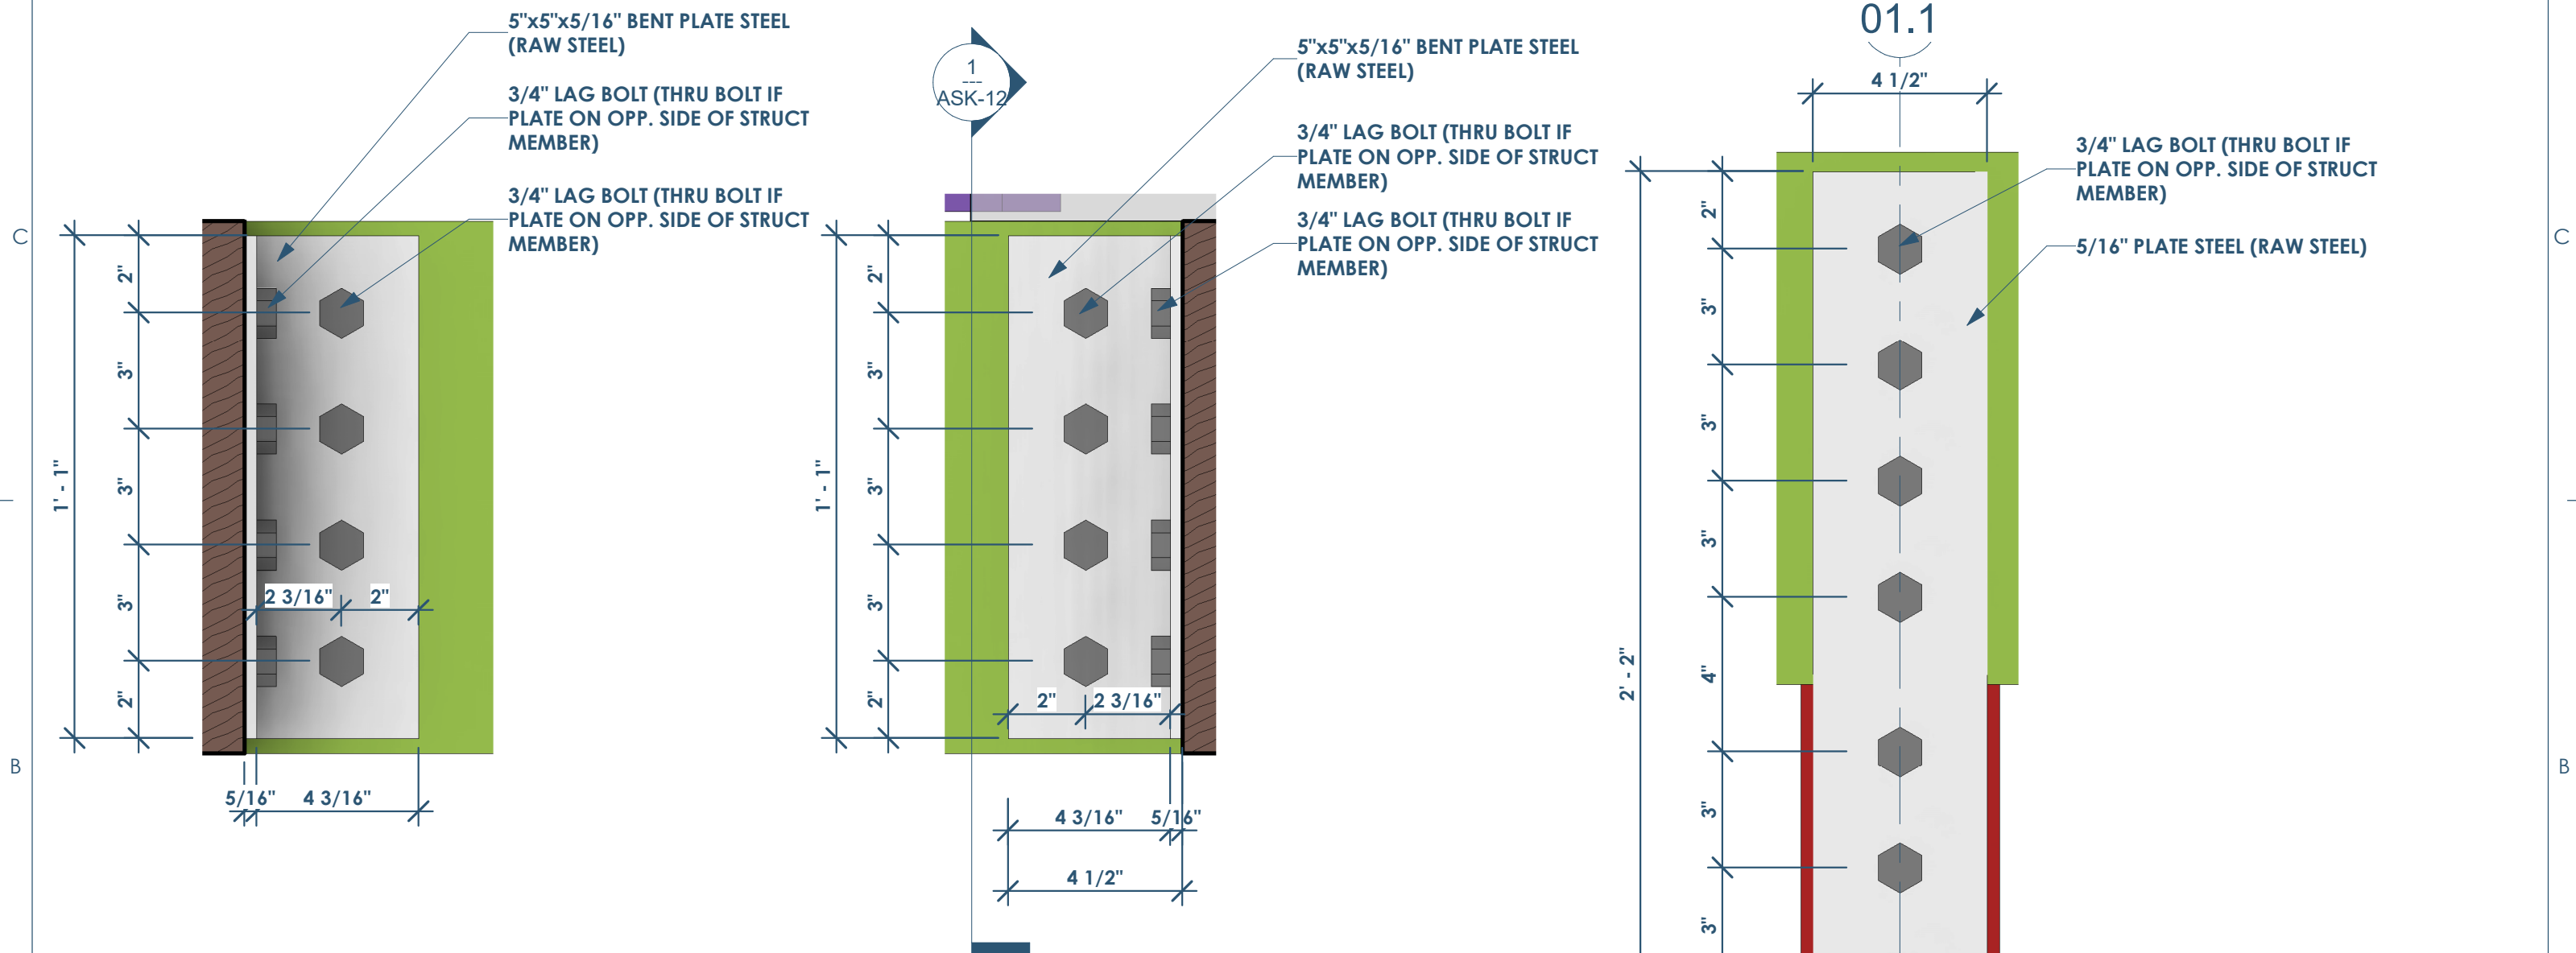 5"x5"x5/16" BENT PLATE STEEL
(RAW STEEL)
3/4" LAG BOLT (THRU BOLT IF
PLATE ON OPP. SIDE OF STRUCT
MEMBER)
3/4" LAG BOLT (THRU BOLT IF
PLATE ON OPP. SIDE OF STRUCT
MEMBER)
C
2"
3"
3"
3"
2"
1' - 1"
2 3/16"
2"
5/16"
4 3/16"
B
1
---
ASK-12
5"x5"x5/16" BENT PLATE STEEL
(RAW STEEL)
3/4" LAG BOLT (THRU BOLT IF
PLATE ON OPP. SIDE OF STRUCT
MEMBER)
3/4" LAG BOLT (THRU BOLT IF
PLATE ON OPP. SIDE OF STRUCT
MEMBER)
2"
3"
3"
3"
2"
1' - 1"
2"
2 3/16"
4 3/16"
5/16"
4 1/2"
01.1
4 1/2"
3/4" LAG BOLT (THRU BOLT IF
PLATE ON OPP. SIDE OF STRUCT
MEMBER)
5/16" PLATE STEEL (RAW STEEL)
2"
3"
3"
3"
4"
3"
3"
2' - 2"
C
B